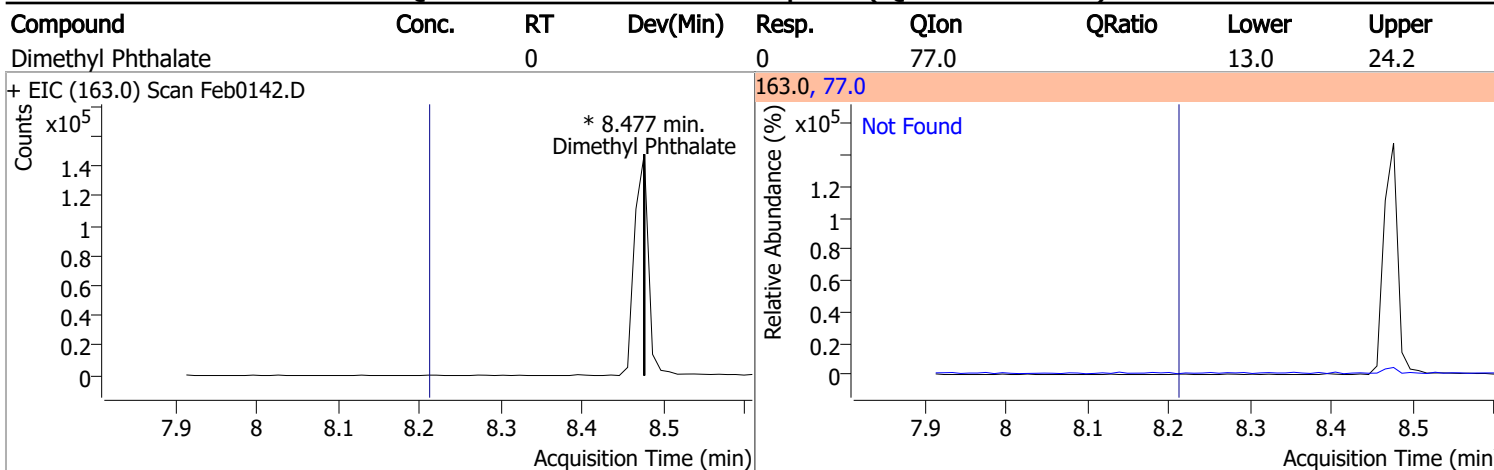 Compound Conc. RT Dev(Min) Resp. QIon QRatio Lower Upper
Dimethyl Phthalate 0 0 77.0 13.0 24.2
+ EIC (163.0) Scan Feb0142.D
Counts
x10⁵
* 8.477 min.
Dimethyl Phthalate
1.4
1.2
1
0.8
0.6
0.4
0.2
0
7.9 8 8.1 8.2 8.3 8.4 8.5
Acquisition Time (min)
163.0, 77.0
Relative Abundance (%)
x10⁵
Not Found
1.2
1
0.8
0.6
0.4
0.2
0
7.9 8 8.1 8.2 8.3 8.4 8.5
Acquisition Time (min